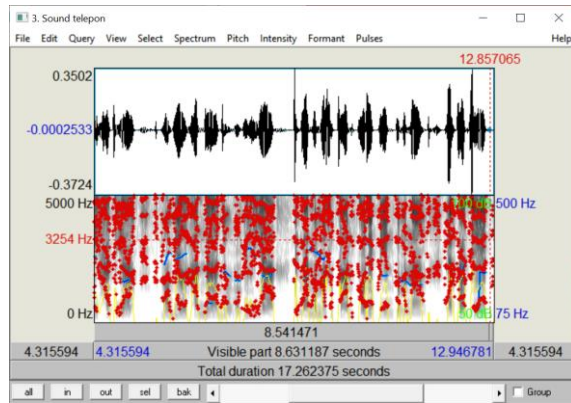 3. Sound telepon
File Edit Query View Select Spectrum Pitch Intensity Formant Pulses Help
12.857065
0.3502
-0.0002533
-0.3724
5000 Hz 100 dB 500 Hz
3254 Hz
0 Hz 50 dB 75 Hz
8.541471
4.315594 4.315594 Visible part 8.631187 seconds 12.946781 4.315594
Total duration 17.262375 seconds
all in out sel bak Group